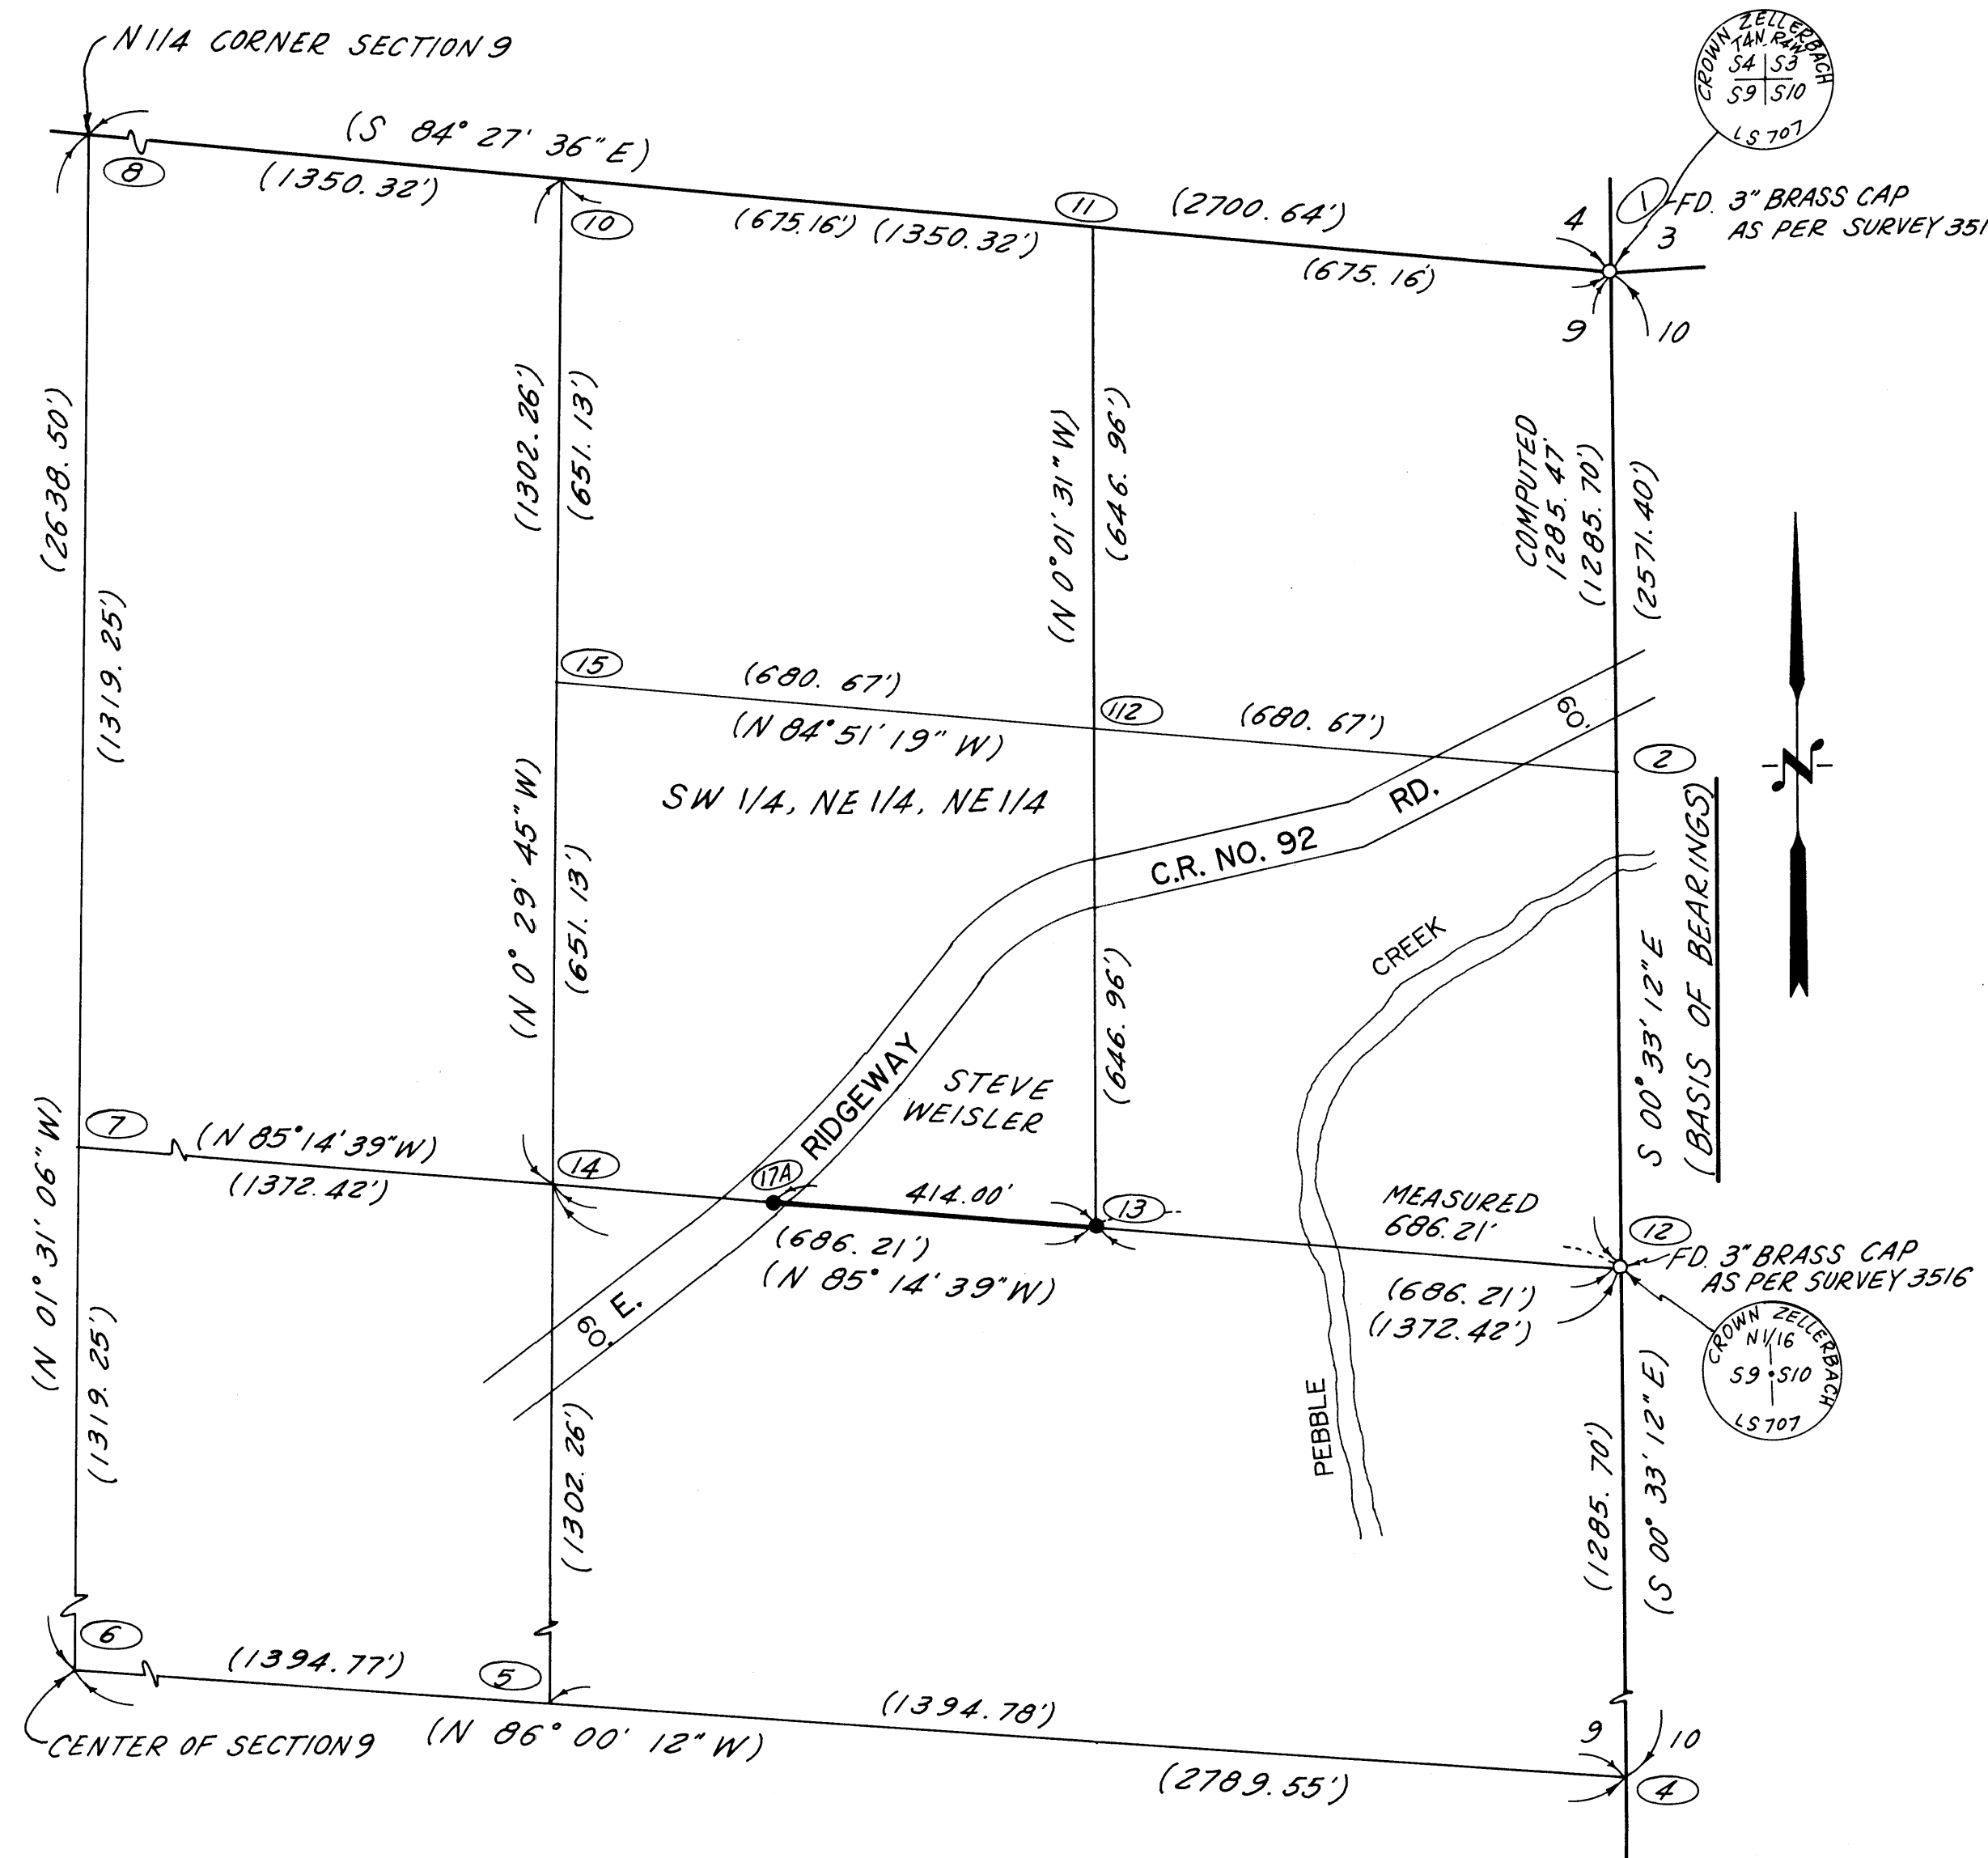 N 1/4 CORNER SECTION 9
CROWN ZELLERBACH
T4N R4W
S4 S3
S9 S10
LS 707
(S 84° 27' 36" E)
8
(1350.32')
10
(675.16') (1350.32')
11
(2700.64')
(675.16')
1
FD. 3" BRASS CAP
AS PER SURVEY 351
4
3
9
10
(2638.50')
(1319.25')
(1302.26')
(651.13')
(N 0° 01' 31" W)
(646.96')
COMPUTED
1285.47'
(1285.70')
(2571.40')
15
(680.67')
(N 84° 51' 19" W)
112
(680.67')
60'
2
SW 1/4, NE 1/4, NE 1/4
C.R. NO. 92
RD.
N
(N 0° 29' 45" W)
(651.13')
CREEK
(646.96')
S 00° 33' 12" E
(BASIS OF BEARINGS)
RIDGEWAY
STEVE
WEISLER
7
(N 85° 14' 39" W)
(1372.42')
14
17A
414.00'
13
(686.21')
(N 85° 14' 39" W)
MEASURED
686.21'
(686.21')
(1372.42')
12
FD. 3" BRASS CAP
AS PER SURVEY 3516
CROWN ZELLERBACH
N 1/16
S9 S10
LS 707
(N 01° 31' 06" W)
(1319.25')
60' E.
(1302.26')
PEBBLE
(1285.70')
(S 00° 33' 12" E)
6
(1394.77')
5
(1394.78')
CENTER OF SECTION 9
(N 86° 00' 12" W)
(2789.55')
9
10
4